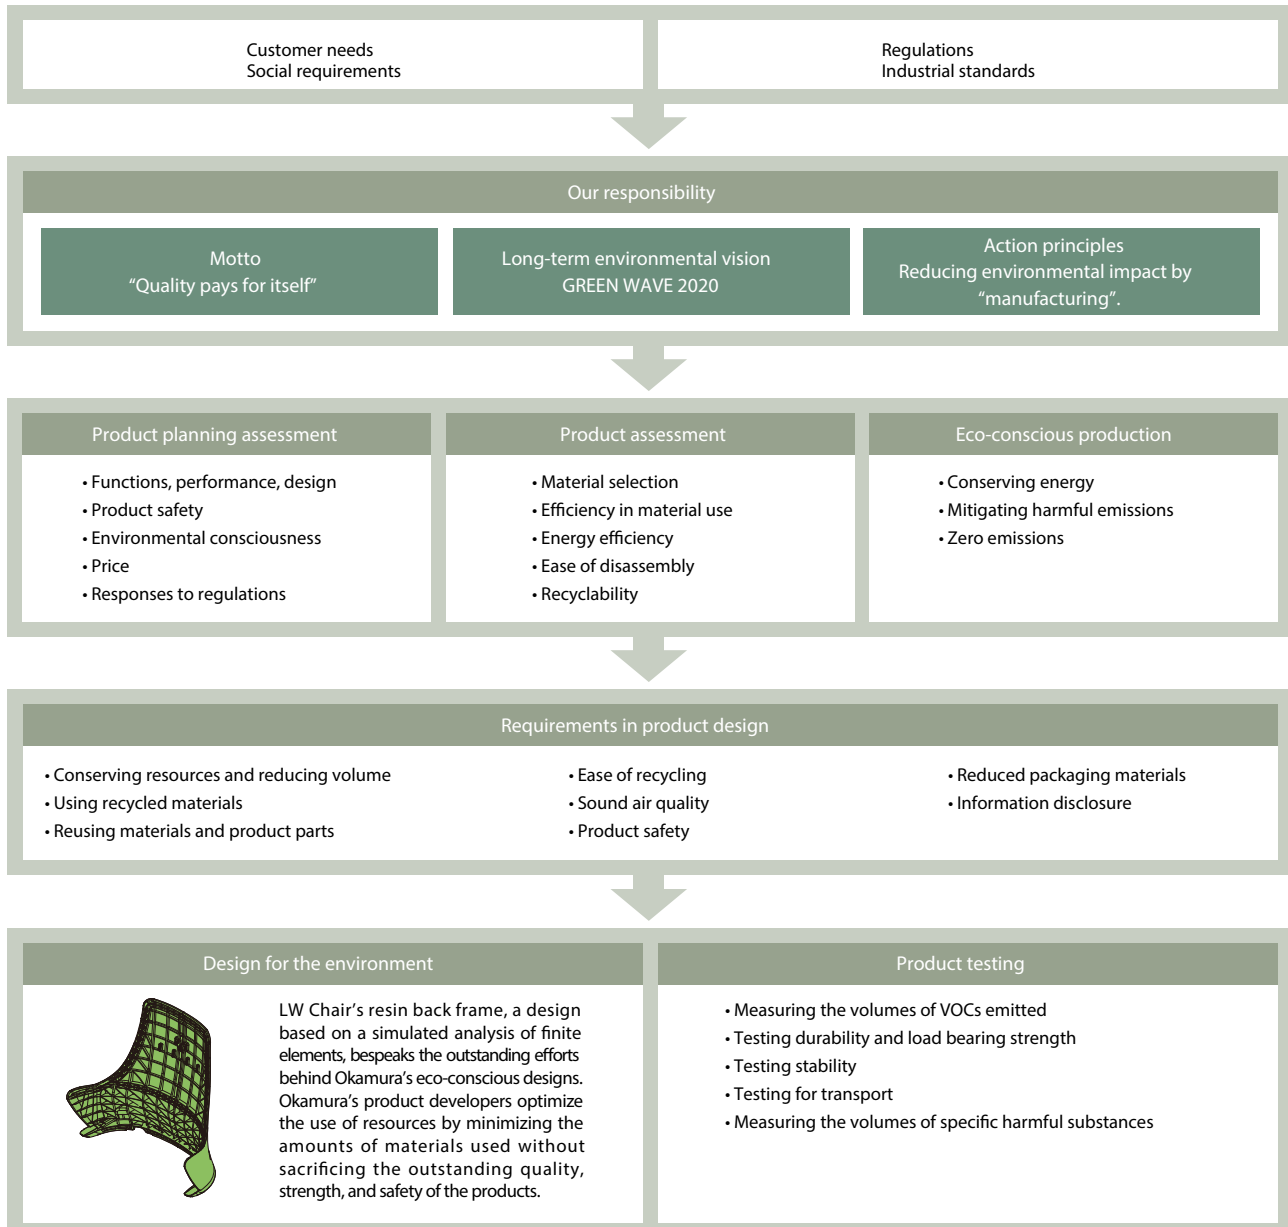 Customer needs
Social requirements
Regulations
Industrial standards
Our responsibility
Motto
“Quality pays for itself”
Long-term environmental vision
GREEN WAVE 2020
Action principles
Reducing environmental impact by
“manufacturing”.
Product planning assessment
• Functions, performance, design
• Product safety
• Environmental consciousness
• Price
• Responses to regulations
Product assessment
• Material selection
• Efficiency in material use
• Energy efficiency
• Ease of disassembly
• Recyclability
Eco-conscious production
• Conserving energy
• Mitigating harmful emissions
• Zero emissions
Requirements in product design
• Conserving resources and reducing volume
• Using recycled materials
• Reusing materials and product parts
• Ease of recycling
• Sound air quality
• Product safety
• Reduced packaging materials
• Information disclosure
Design for the environment
LW Chair’s resin back frame, a design
based on a simulated analysis of finite
elements, bespeaks the outstanding efforts
behind Okamura’s eco-conscious designs.
Okamura’s product developers optimize
the use of resources by minimizing the
amounts of materials used without
sacrificing the outstanding quality,
strength, and safety of the products.
Product testing
• Measuring the volumes of VOCs emitted
• Testing durability and load bearing strength
• Testing stability
• Testing for transport
• Measuring the volumes of specific harmful substances